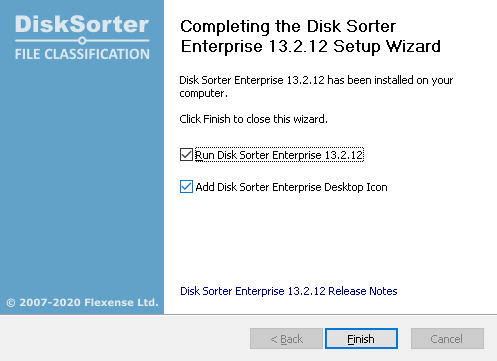 DiskSorter
FILE CLASSIFICATION
Completing the Disk Sorter
Enterprise 13.2.12 Setup Wizard
Disk Sorter Enterprise 13.2.12 has been installed on your
computer.
Click Finish to close this wizard.
Run Disk Sorter Enterprise 13.2.12
Add Disk Sorter Enterprise Desktop Icon
Disk Sorter Enterprise 13.2.12 Release Notes
© 2007-2020 Flexense Ltd.
< Back
Finish
Cancel